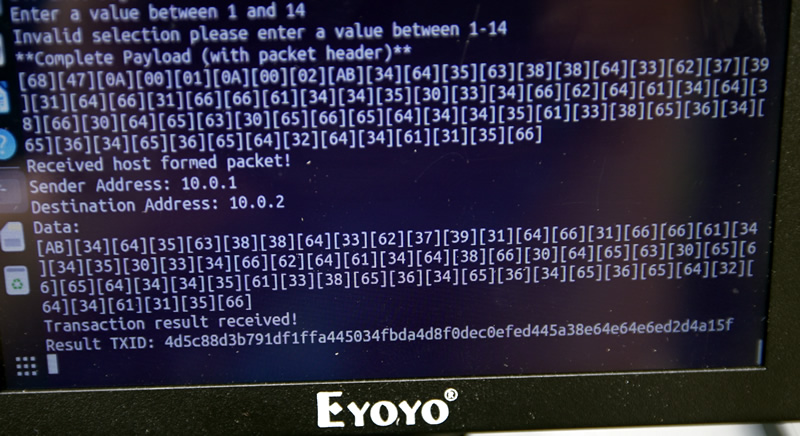 Enter a value between 1 and 14
Invalid selection please enter a value between 1-14
**Complete Payload (with packet header)**
[68][47][0A][00][01][0A][00][02][AB][34][64][35][63][38][38][64][33][62][37][39
][31][64][66][31][66][66][61][34][34][35][30][33][34][66][62][64][61][34][64][3
8][66][30][64][65][63][30][65][66][65][64][34][34][35][61][33][38][65][36][34][
65][36][34][65][36][65][64][32][64][34][61][31][35][66]
Received host formed packet!
Sender Address: 10.0.1
Destination Address: 10.0.2
Data:
[AB][34][64][35][63][38][38][64][33][62][37][39][31][64][66][31][66][66][61][34
][34][35][30][33][34][66][62][64][61][34][64][38][66][30][64][65][63][30][65][6
6][65][64][34][34][35][61][33][38][65][36][34][65][36][34][65][36][65][64][32][
64][34][61][31][35][66]
Transaction result received!
Result TXID: 4d5c88d3b791df1ffa445034fbda4d8f0dec0efed445a38e64e64e6ed2d4a15f
EYOYO®